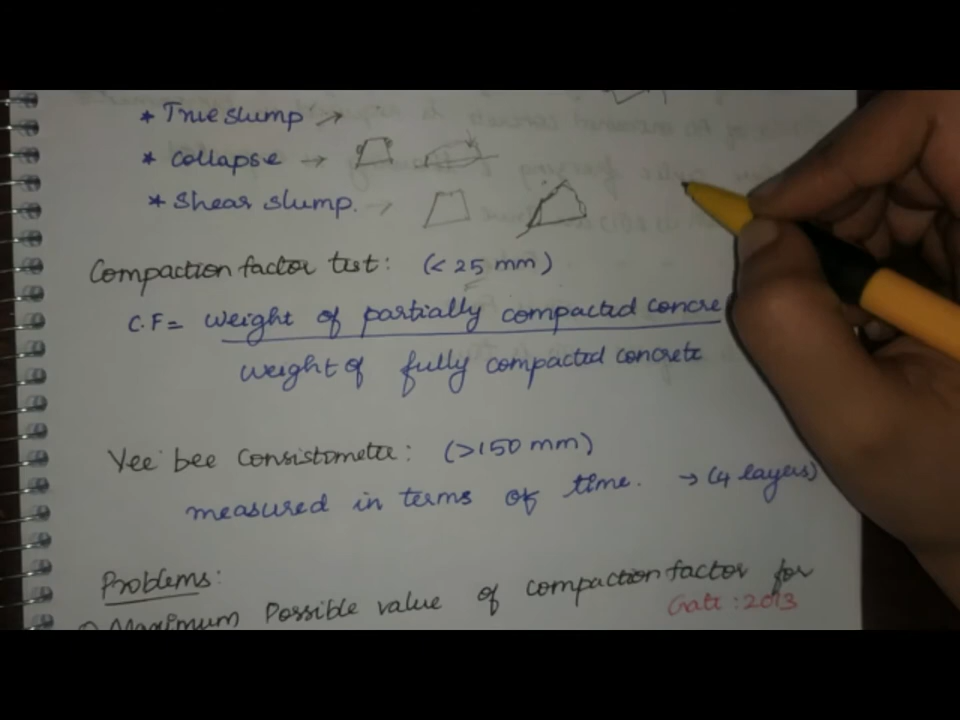 * True slump →
* collapse →
* Shear slump. →
Compaction factor test: (< 25 mm)
C.F = weight of partially compacted concre
weight of fully compacted concrete
Vee bee Consistometer: (>150 mm)
measured in terms of time. → (4 layers)
Problems:
Maximum Possible value of compaction factor for
Gate : 2013